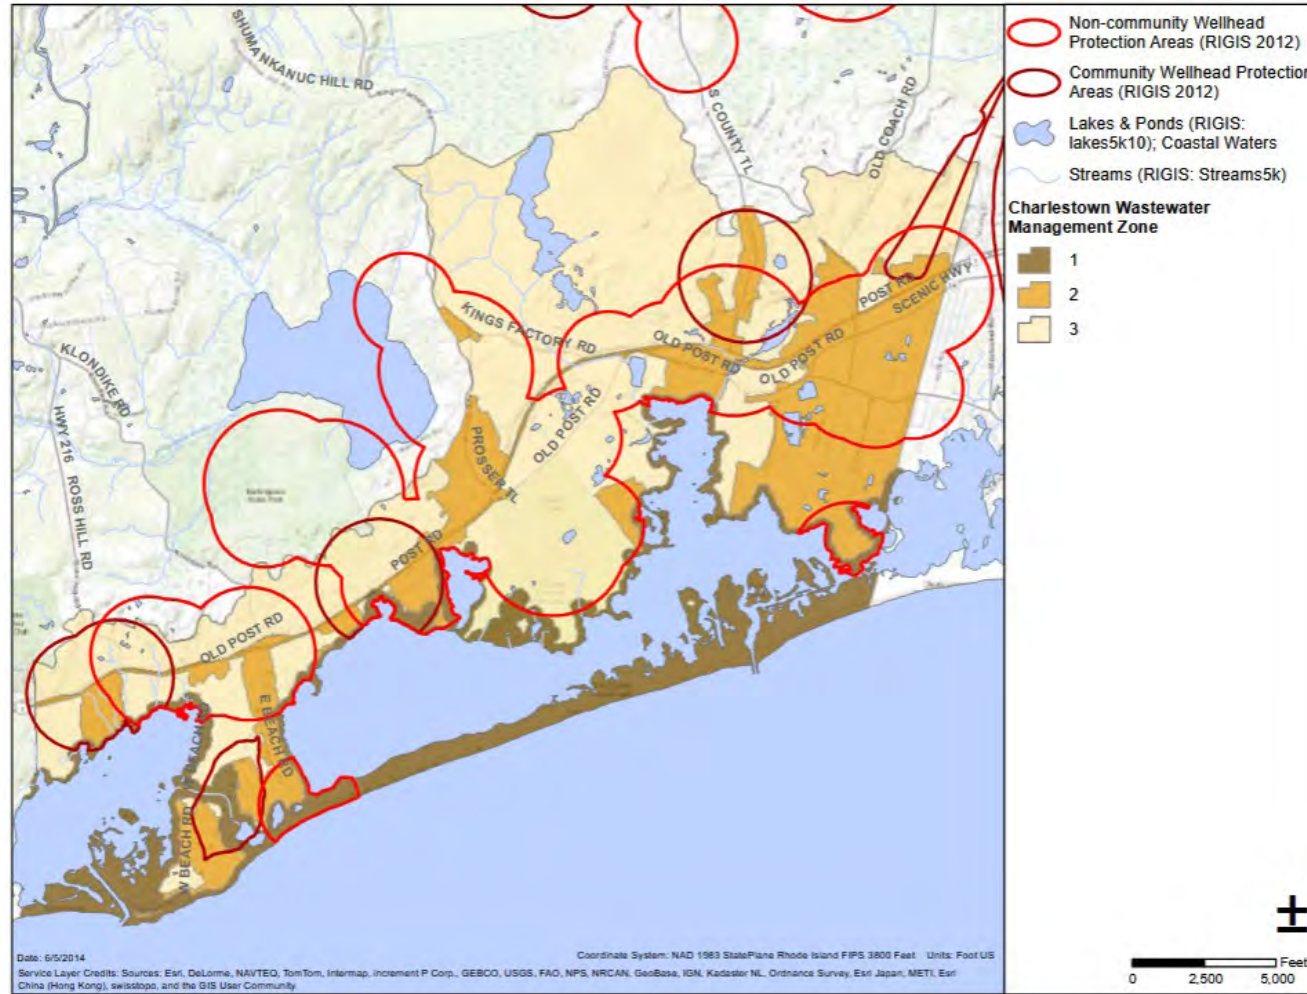 SHUMANKANUC HILL RD
S COUNTY TL
OLD COACH RD
KINGS FACTORY RD
OLD POST RD
POST RD
SCENIC HWY
OLD POST RD
KLONDIKE RD
HWY 216
ROSS HILL RD
PROSSER TL
OLD POST RD
POST RD
OLD POST RD
E BEACH RD
W BEACH RD
Non-community Wellhead
Protection Areas (RIGIS 2012)
Community Wellhead Protection
Areas (RIGIS 2012)
Lakes & Ponds (RIGIS:
lakes5k10); Coastal Waters
Streams (RIGIS: Streams5k)
Charlestown Wastewater
Management Zone
1
2
3
Date: 6/5/2014
Coordinate System: NAD 1983 StatePlane Rhode Island FIPS 3800 Feet Units: Foot US
Service Layer Credits: Sources: Esri, DeLorme, NAVTEQ, TomTom, Intermap, increment P Corp., GEBCO, USGS, FAO, NPS, NRCAN, GeoBase, IGN, Kadaster NL, Ordnance Survey, Esri Japan, METI, Esri
China (Hong Kong), swisstopo, and the GIS User Community
Feet
0 2,500 5,000